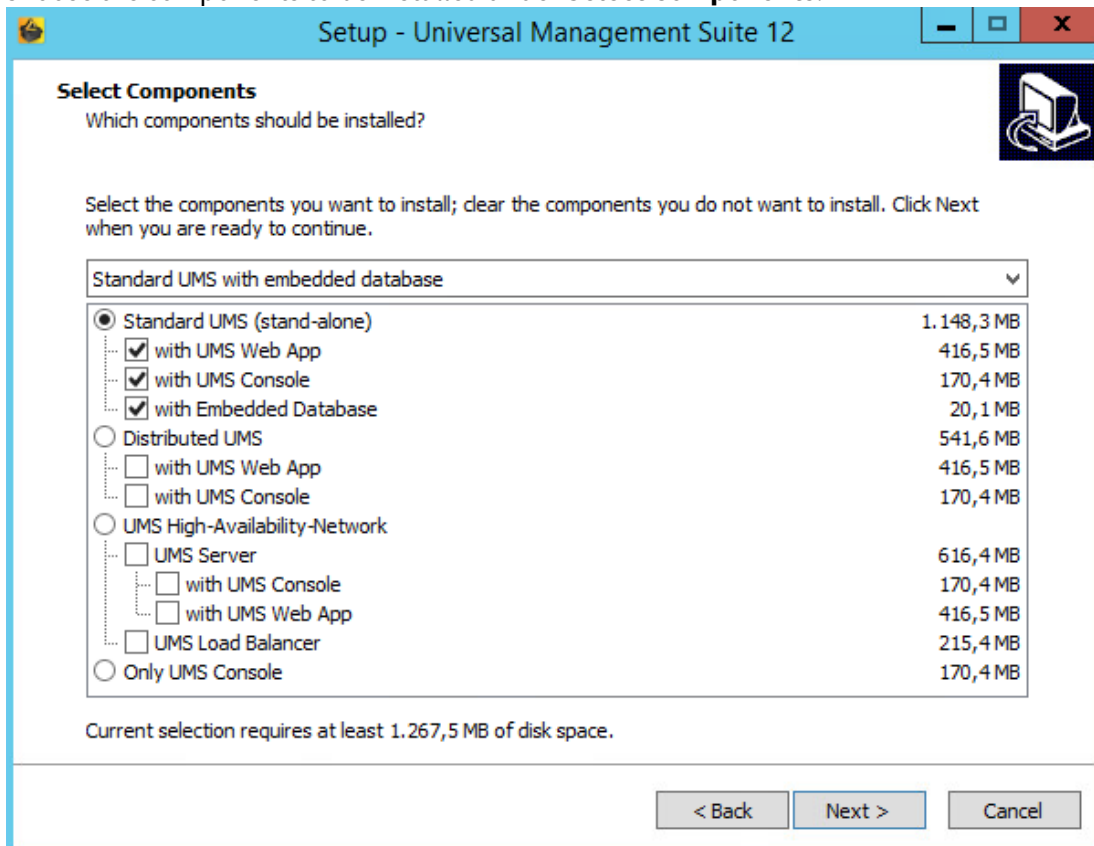 Setup - Universal Management Suite 12
Select Components
Which components should be installed?
Select the components you want to install; clear the components you do not want to install. Click Next
when you are ready to continue.
Standard UMS with embedded database
Standard UMS (stand-alone) 1.148,3 MB
with UMS Web App 416,5 MB
with UMS Console 170,4 MB
with Embedded Database 20,1 MB
Distributed UMS 541,6 MB
with UMS Web App 416,5 MB
with UMS Console 170,4 MB
UMS High-Availability-Network
UMS Server 616,4 MB
with UMS Console 170,4 MB
with UMS Web App 416,5 MB
UMS Load Balancer 215,4 MB
Only UMS Console 170,4 MB
Current selection requires at least 1.267,5 MB of disk space.
< Back Next > Cancel